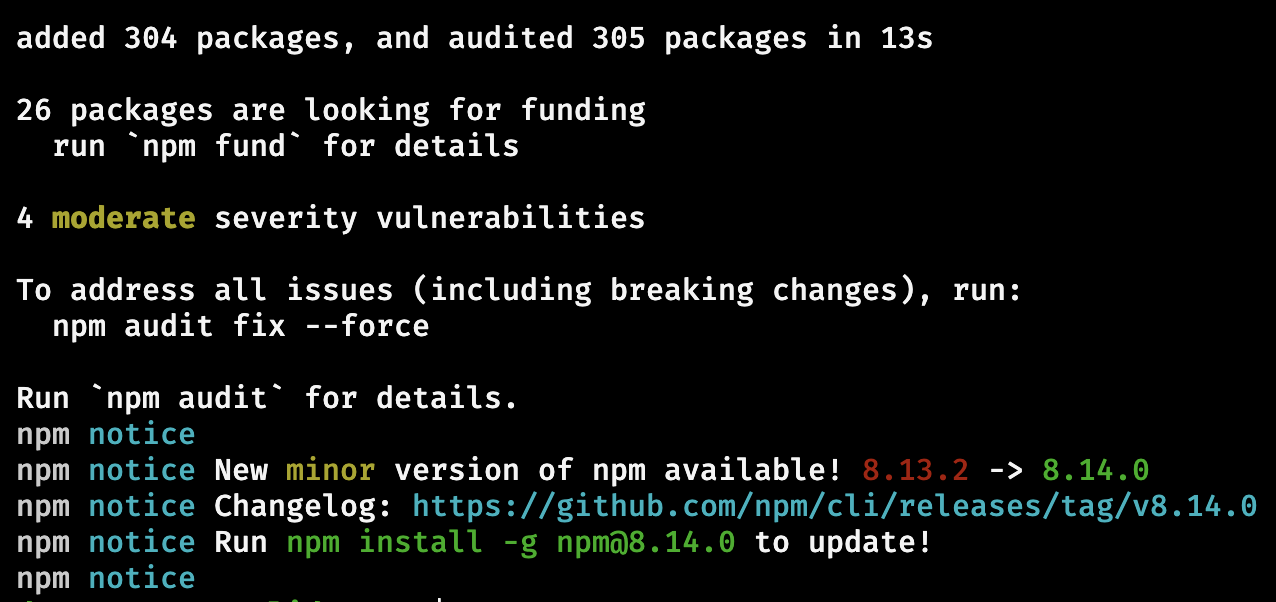 added 304 packages, and audited 305 packages in 13s
26 packages are looking for funding
run `npm fund` for details
4 moderate severity vulnerabilities
To address all issues (including breaking changes), run:
npm audit fix --force
Run `npm audit` for details.
npm notice
npm notice New minor version of npm available! 8.13.2 -> 8.14.0
npm notice Changelog: https://github.com/npm/cli/releases/tag/v8.14.0
npm notice Run npm install -g npm@8.14.0 to update!
npm notice